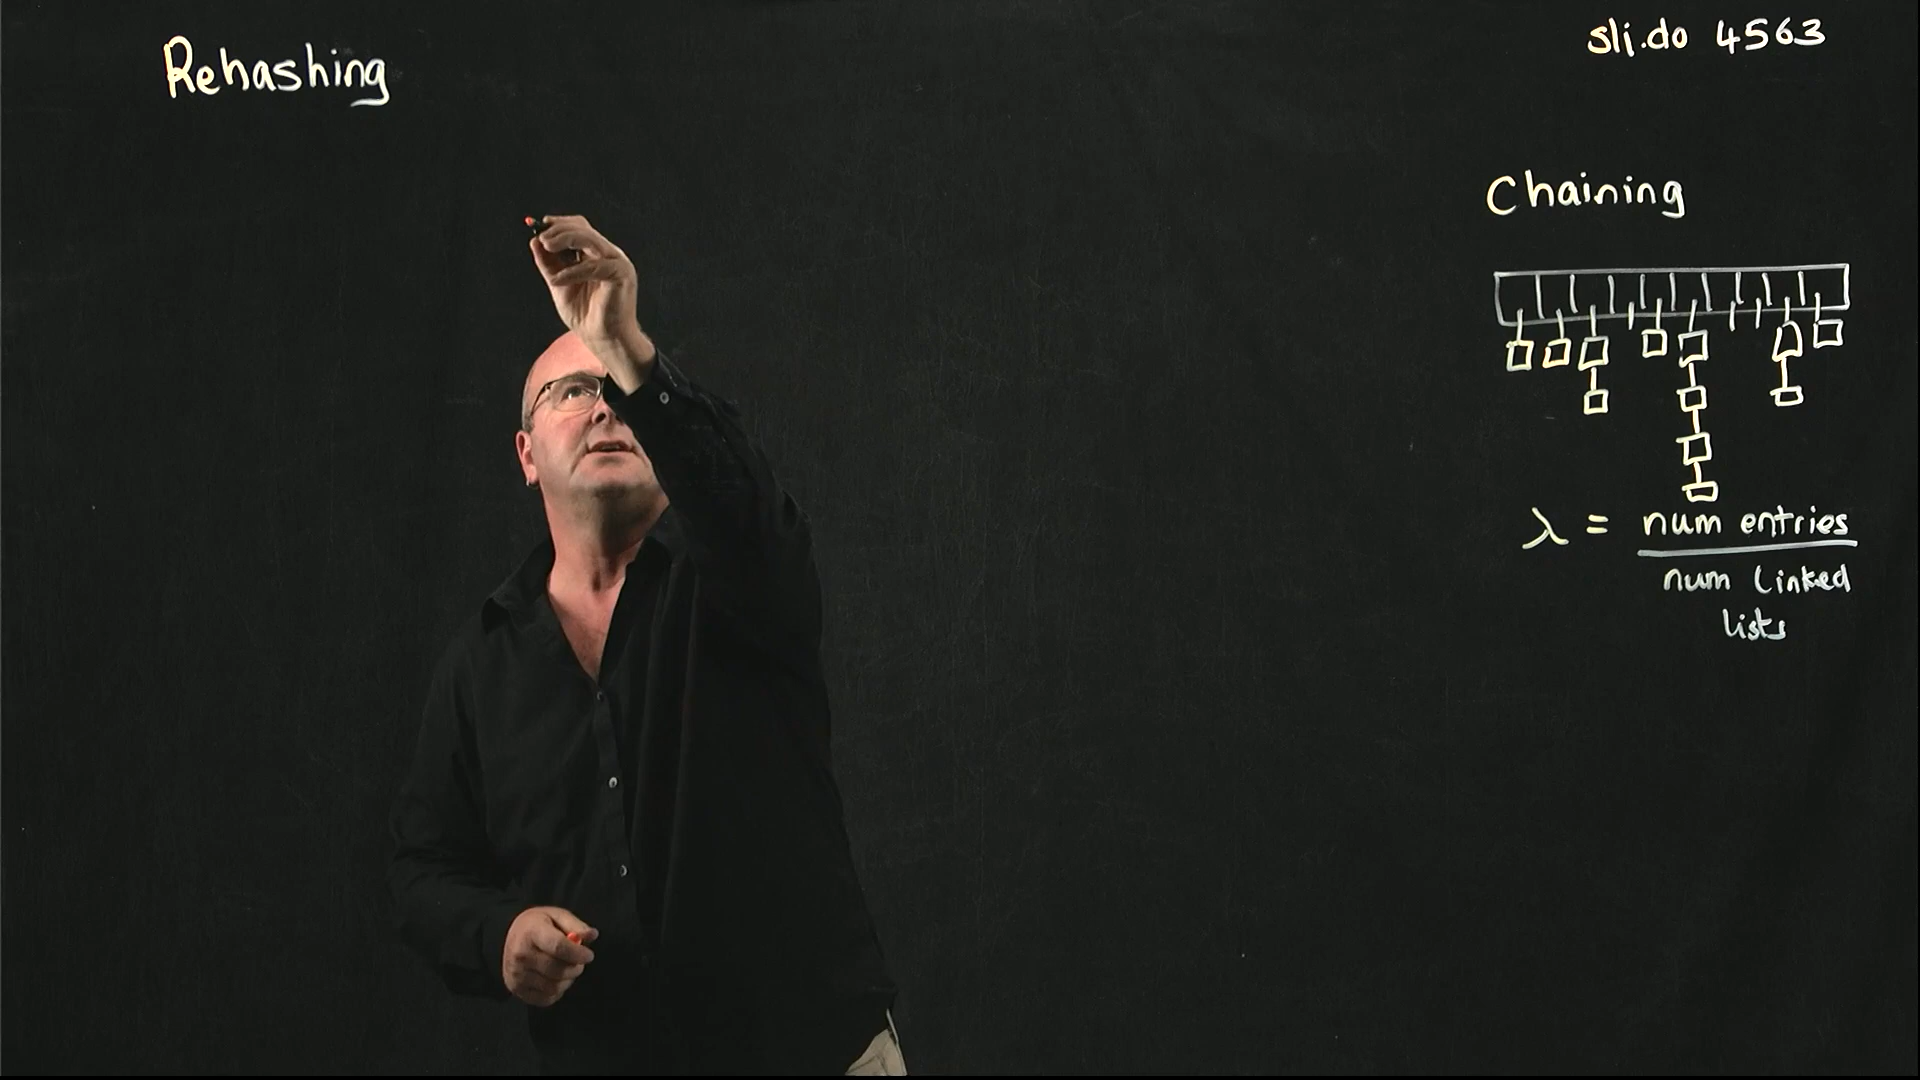 Rehashing
sli.do 4563
Chaining
λ = num entries
num linked
lists